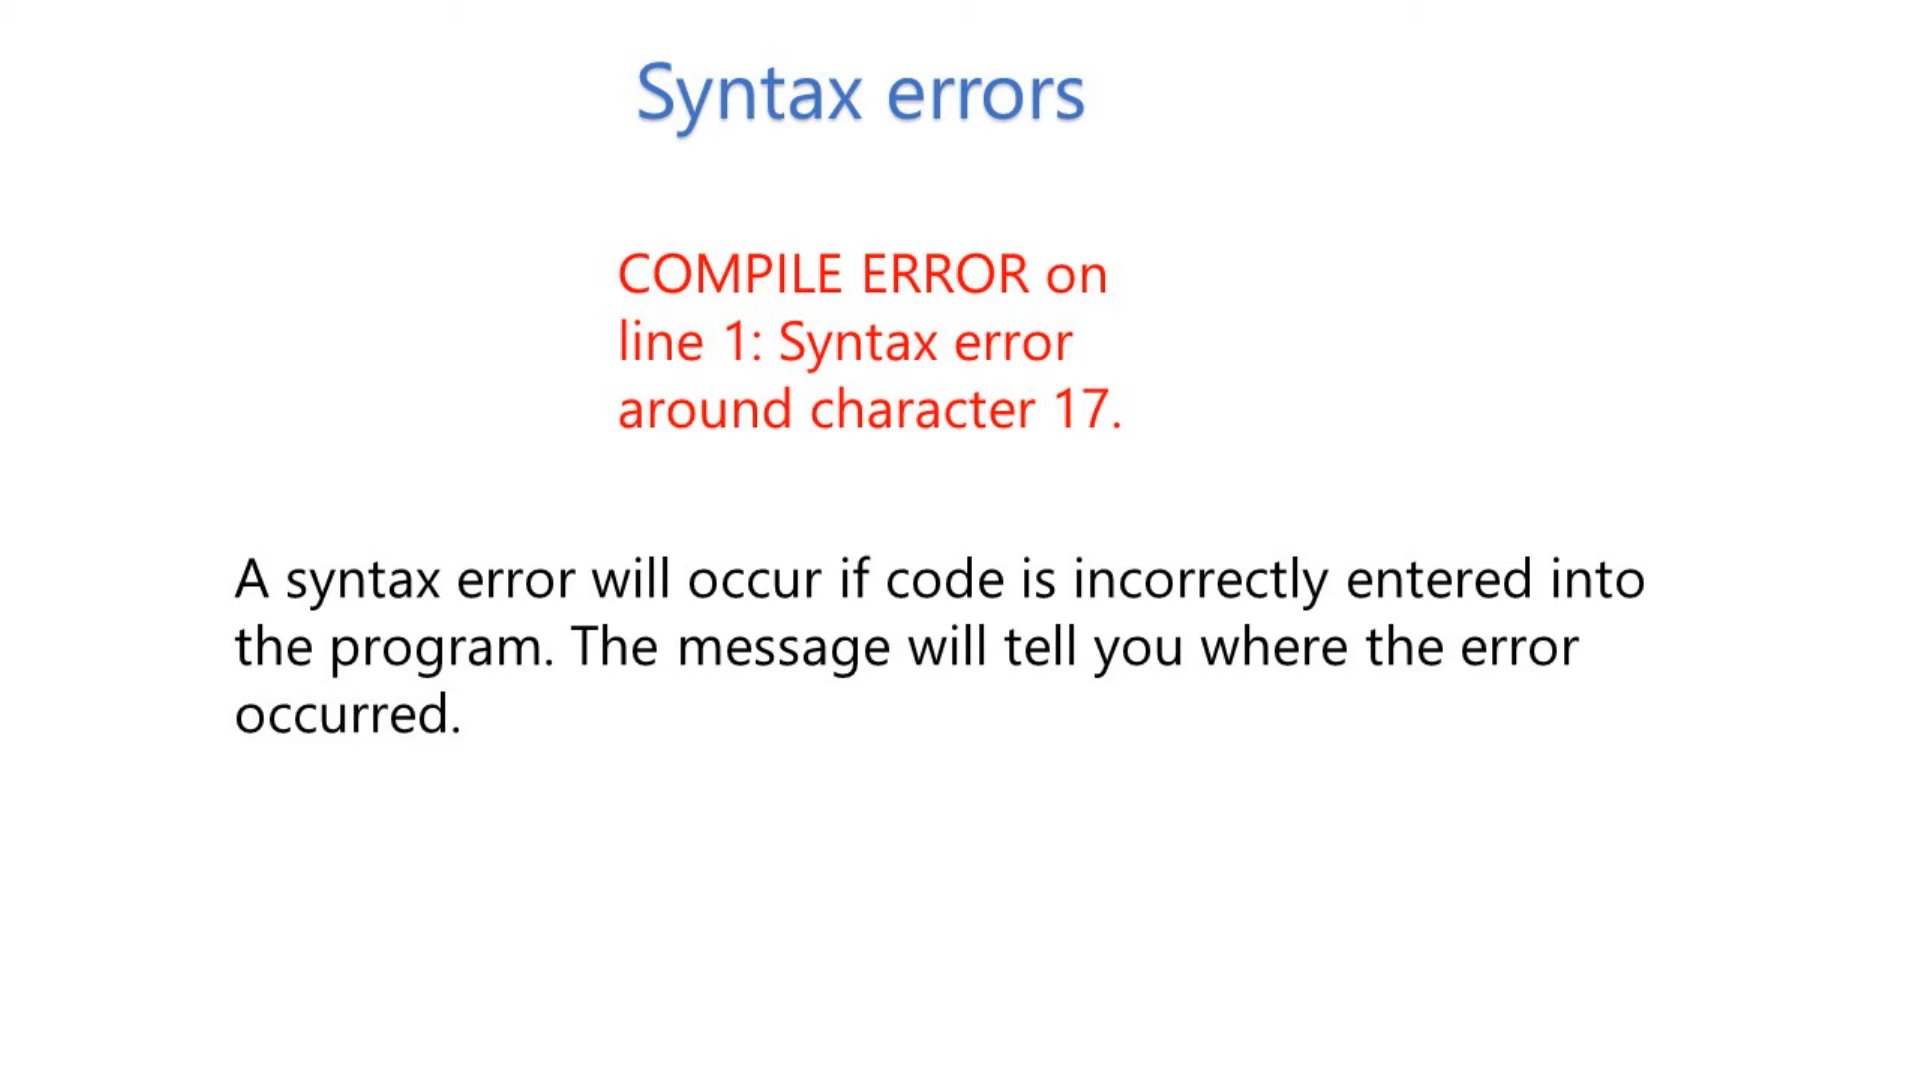 Syntax errors
COMPILE ERROR on
line 1: Syntax error
around character 17.
A syntax error will occur if code is incorrectly entered into
the program. The message will tell you where the error
occurred.